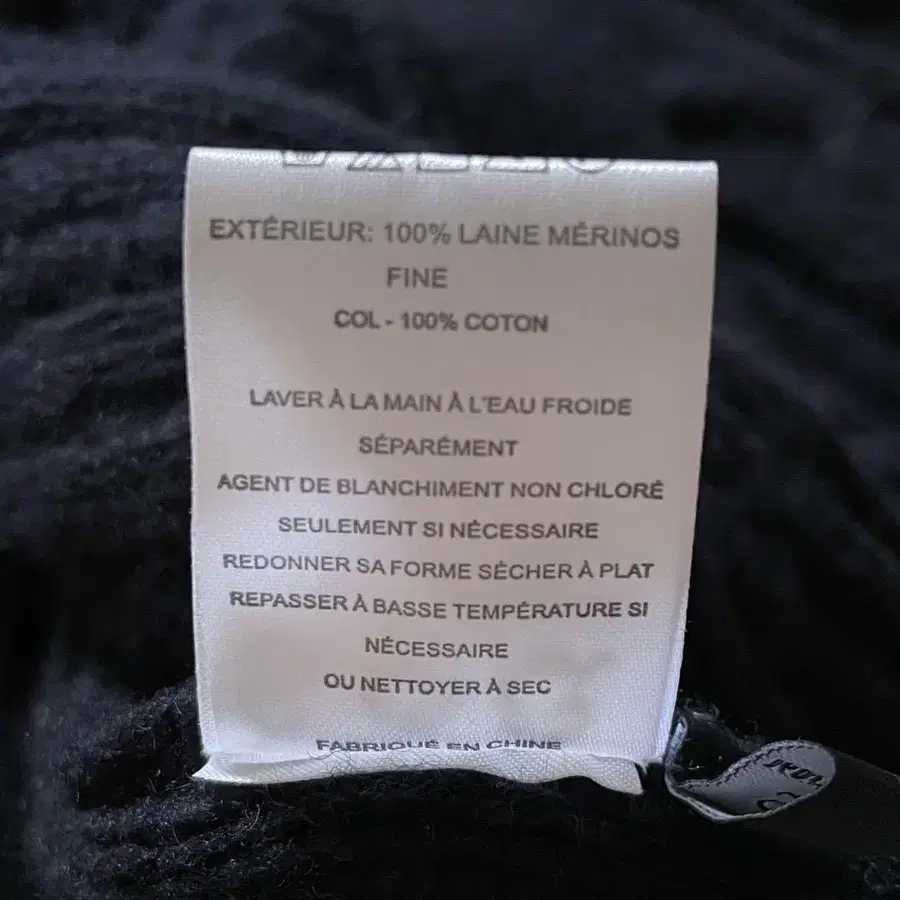 EXTÉRIEUR: 100% LAINE MÉRINOS
FINE
COL - 100% COTON
LAVER À LA MAIN À L'EAU FROIDE
SÉPARÉMENT
AGENT DE BLANCHIMENT NON CHLORÉ
SEULEMENT SI NÉCESSAIRE
REDONNER SA FORME SÉCHER À PLAT
REPASSER À BASSE TEMPÉRATURE SI
NÉCESSAIRE
OU NETTOYER À SEC
FABRIQUÉ EN CHINE